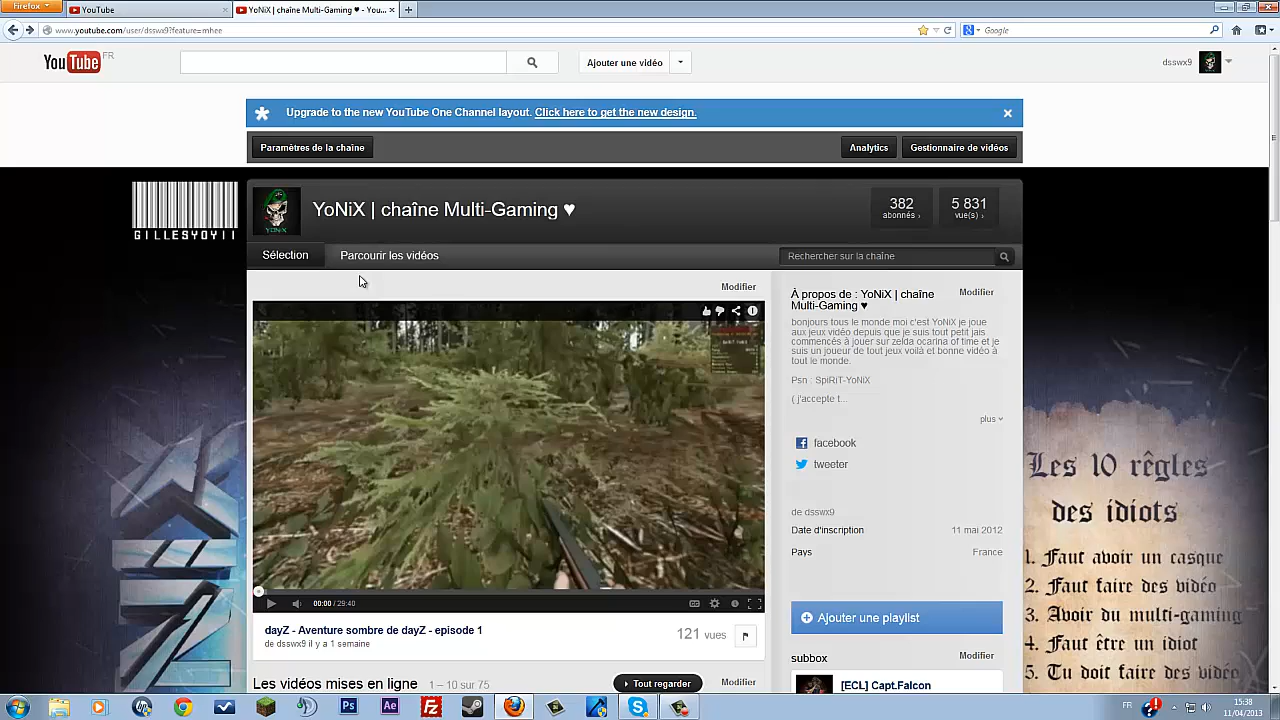 Firefox
YouTube
YoNiX | chaîne Multi-Gaming ♥ - You...
www.youtube.com/user/dsswx9?feature=mhee
Google
YouTube FR
Ajouter une vidéo
dsswx9
Upgrade to the new YouTube One Channel layout. Click here to get the new design.
Paramètres de la chaîne
Analytics
Gestionnaire de vidéos
GILLESYOYII
YoNiX
YoNiX | chaîne Multi-Gaming ♥
382
abonnés ›
5 831
vue(s) ›
Sélection
Parcourir les vidéos
Rechercher sur la chaîne
Modifier
À propos de : YoNiX | chaîne
Multi-Gaming ♥
Modifier
bonjours tous le monde moi c'est YoNiX je joue
aux jeux vidéo depuis que je suis tout petit jais
commencés à jouer sur zelda ocarina of time et je
suis un joueur de tout jeux voilà et bonne vidéo à
tout le monde.
Psn : SpiRiT-YoNiX
( j'accepte t...
plus
facebook
tweeter
de dsswx9
Date d'inscription 11 mai 2012
Pays France
Ajouter une playlist
subbox
Modifier
[ECL] Capt.Falcon
00:00 / 29:40
dayZ - Aventure sombre de dayZ - episode 1
de dsswx9 il y a 1 semaine
121 vues
Les vidéos mises en ligne 1 – 10 sur 75
Tout regarder
Modifier
Les 10 rêgles
des idiots
1. Faut avoir un casque
2. Faut faire des vidéo
3. Avoir du multi-gaming
4. Faut être un idiot
5. Tu doit faire des vidéo
FR
15:38
11/04/2013